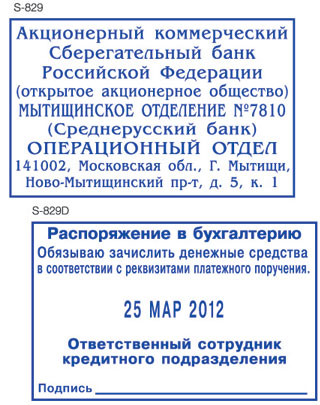 S-829
Акционерный коммерческий
Сберегательный банк
Российской Федерации
(открытое акционерное общество)
МЫТИЩИНСКОЕ ОТДЕЛЕНИЕ №7810
(Среднерусский банк)
ОПЕРАЦИОННЫЙ ОТДЕЛ
141002, Московская обл., Г. Мытищи,
Ново-Мытищинский пр-т, д. 5, к. 1
S-829D
Распоряжение в бухгалтерию
Обязываю зачислить денежные средства
в соответствии с реквизитами платежного поручения.
25 МАР 2012
Ответственный сотрудник
кредитного подразделения
Подпись